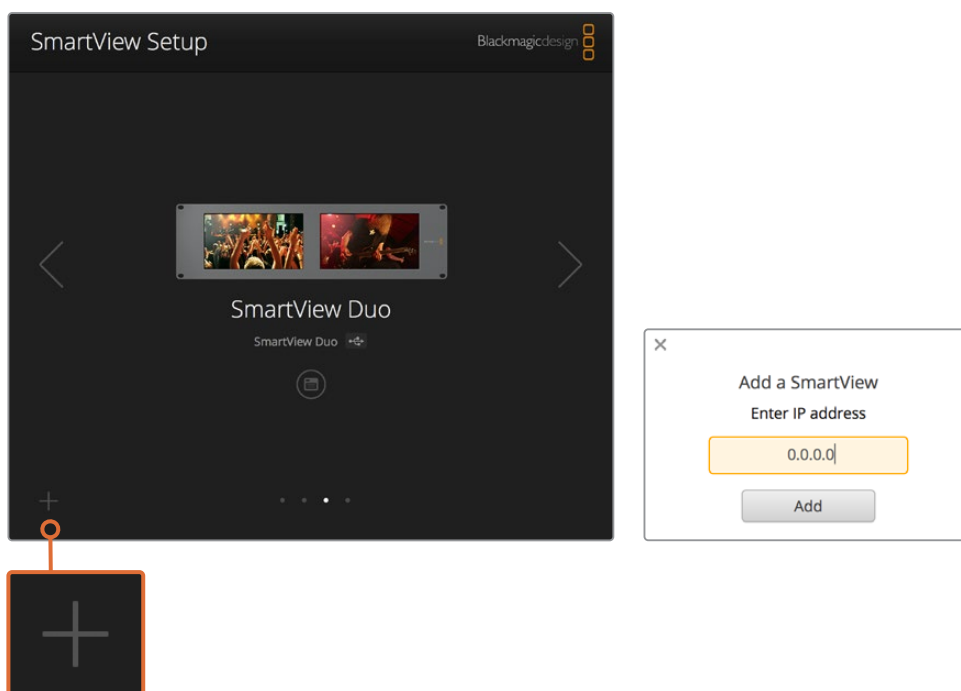 SmartView Setup
Blackmagicdesign
SmartView Duo
SmartView Duo
Add a SmartView
Enter IP address
0.0.0.0
Add